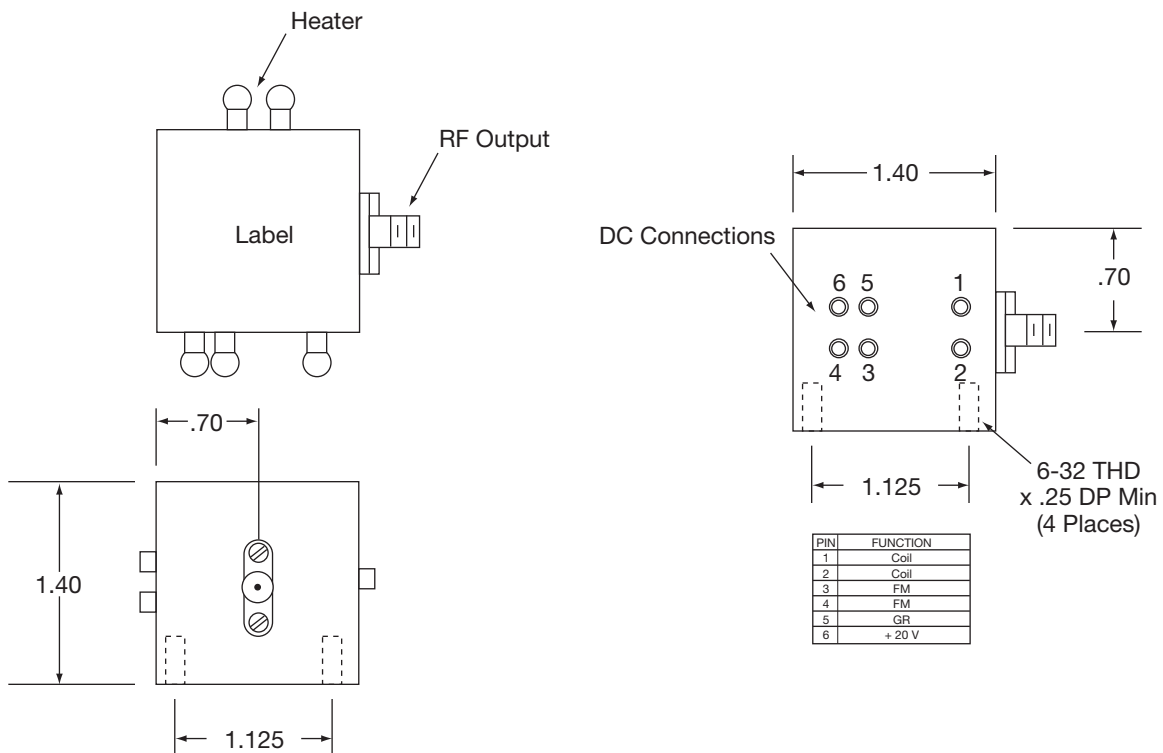 Heater
RF Output
Label
1.40
DC Connections
.70
6 5 1
4 3 2
.70
1.125
6-32 THD
x .25 DP Min
(4 Places)
1.40
1.125
PIN FUNCTION
1 Coil
2 Coil
3 FM
4 FM
5 GR
6 + 20 V